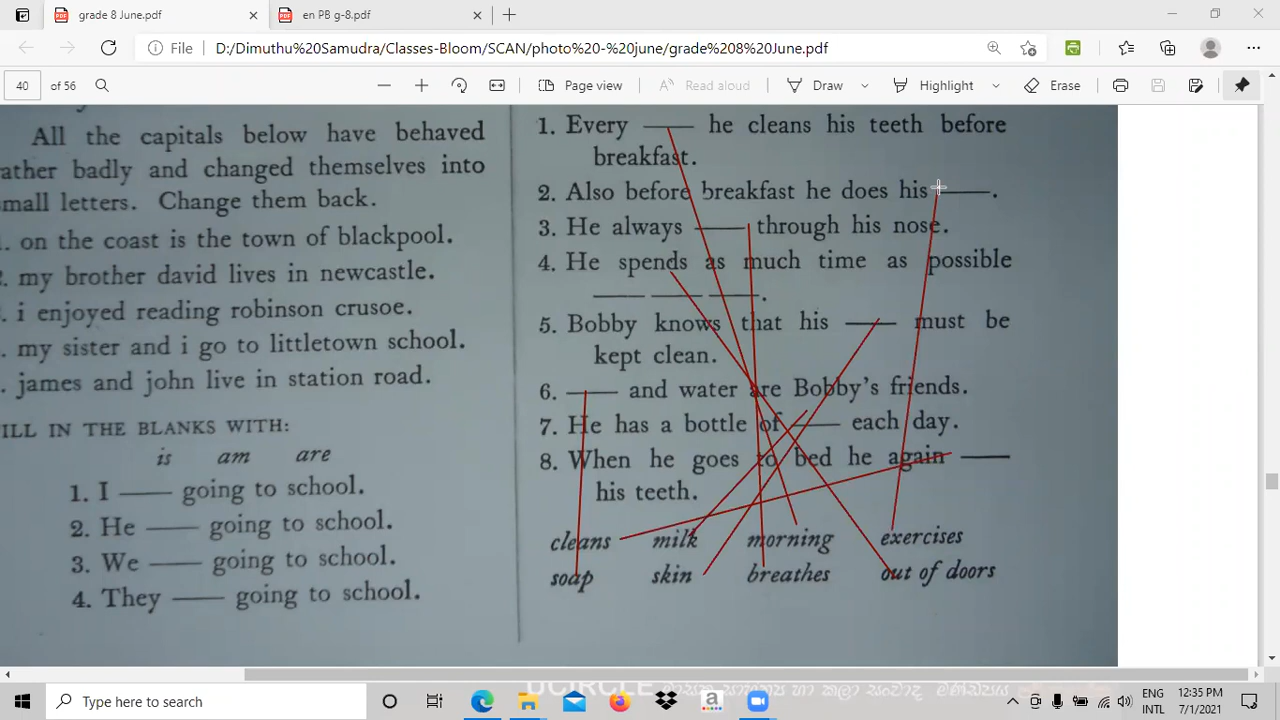 grade 8 June.pdf
en PB g-8.pdf
File
D:/Dimuthu%20Samudra/Classes-Bloom/SCAN/photo%20-%20june/grade%208%20June.pdf
40 of 56
Page view
Read aloud
Draw
Highlight
Erase
All the capitals below have behaved
ather badly and changed themselves into
mall letters. Change them back.
. on the coast is the town of blackpool.
. my brother david lives in newcastle.
. i enjoyed reading robinson crusoe.
. my sister and i go to littletown school.
. james and john live in station road.
ILL IN THE BLANKS WITH:
is am are
1. I —— going to school.
2. He —— going to school.
3. We —— going to school.
4. They —— going to school.
1. Every —— he cleans his teeth before
breakfast.
2. Also before breakfast he does his ——.
3. He always —— through his nose.
4. He spends as much time as possible
—— —— ——.
5. Bobby knows that his —— must be
kept clean.
6. —— and water are Bobby's friends.
7. He has a bottle of —— each day.
8. When he goes to bed he again ——
his teeth.
cleans milk morning exercises
soap skin breathes out of doors
Type here to search
ENG
INTL
12:33 PM
7/1/2021